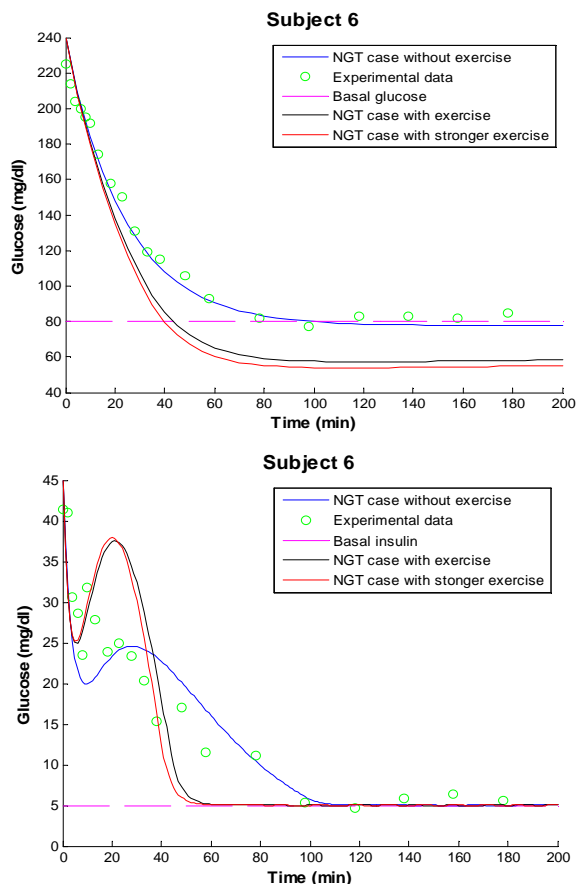 Subject 6
240
220
200
180
160
140
120
100
80
60
40
Glucose (mg/dl)
NGT case without exercise
Experimental data
Basal glucose
NGT case with exercise
NGT case with stronger exercise
0 20 40 60 80 100 120 140 160 180 200
Time (min)
Subject 6
45
40
35
30
25
20
15
10
5
0
Glucose (mg/dl)
NGT case without exercise
Experimental data
Basal insulin
NGT case with exercise
NGT case with stonger exercise
0 20 40 60 80 100 120 140 160 180 200
Time (min)